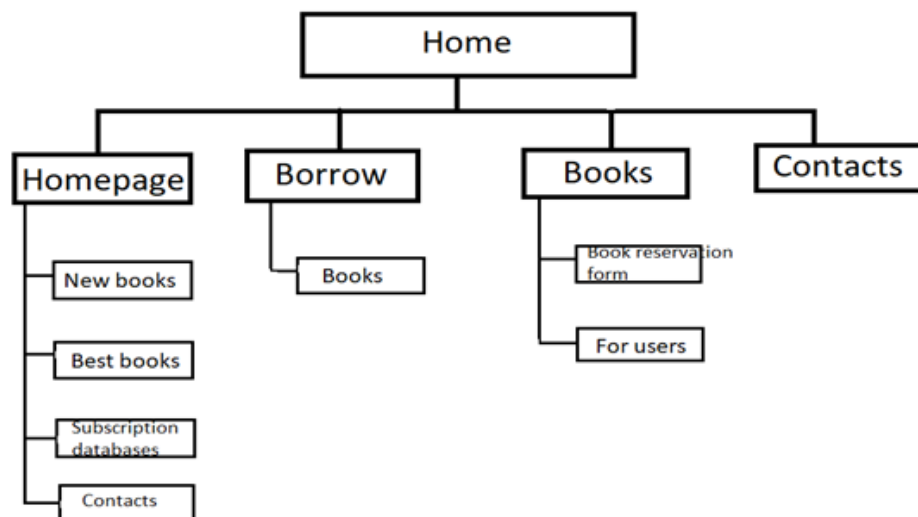 Home
Homepage
Borrow
Books
Contacts
New books
Best books
Subscription
databases
Contacts
Books
Book reservation
form
For users